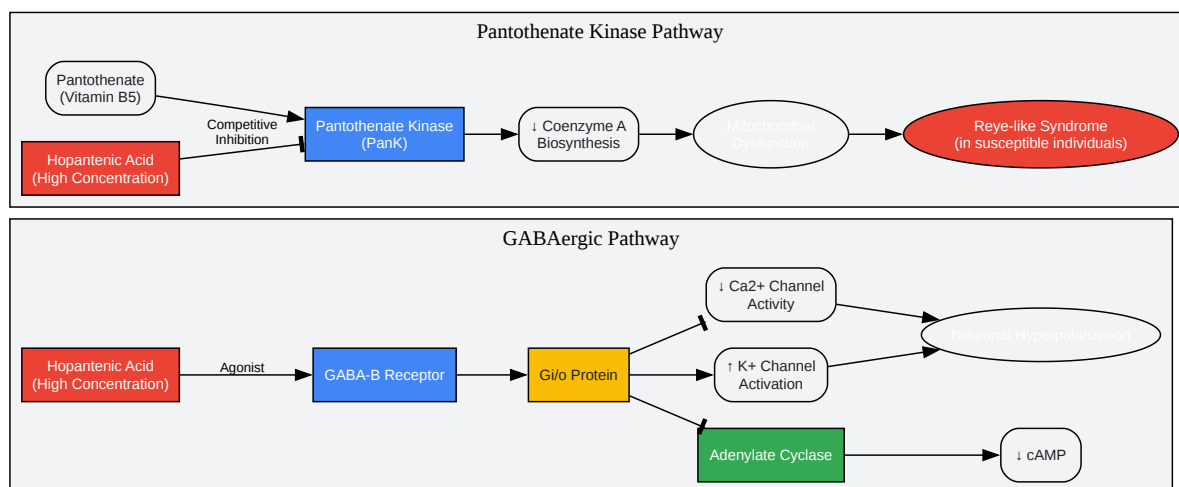 Pantothenate Kinase Pathway
Pantothenate
(Vitamin B5)
Competitive
Inhibition
Hopantenic Acid
(High Concentration)
Pantothenate Kinase
(PanK)
↓ Coenzyme A
Biosynthesis
Mitochondrial
Dysfunction
Reye-like Syndrome
(in susceptible individuals)
GABAergic Pathway
Hopantenic Acid
(High Concentration)
Agonist
GABA-B Receptor
Gi/o Protein
↓ Ca2+ Channel
Activity
↑ K+ Channel
Activation
Neuronal Hyperpolarization
Adenylate Cyclase
↓ cAMP